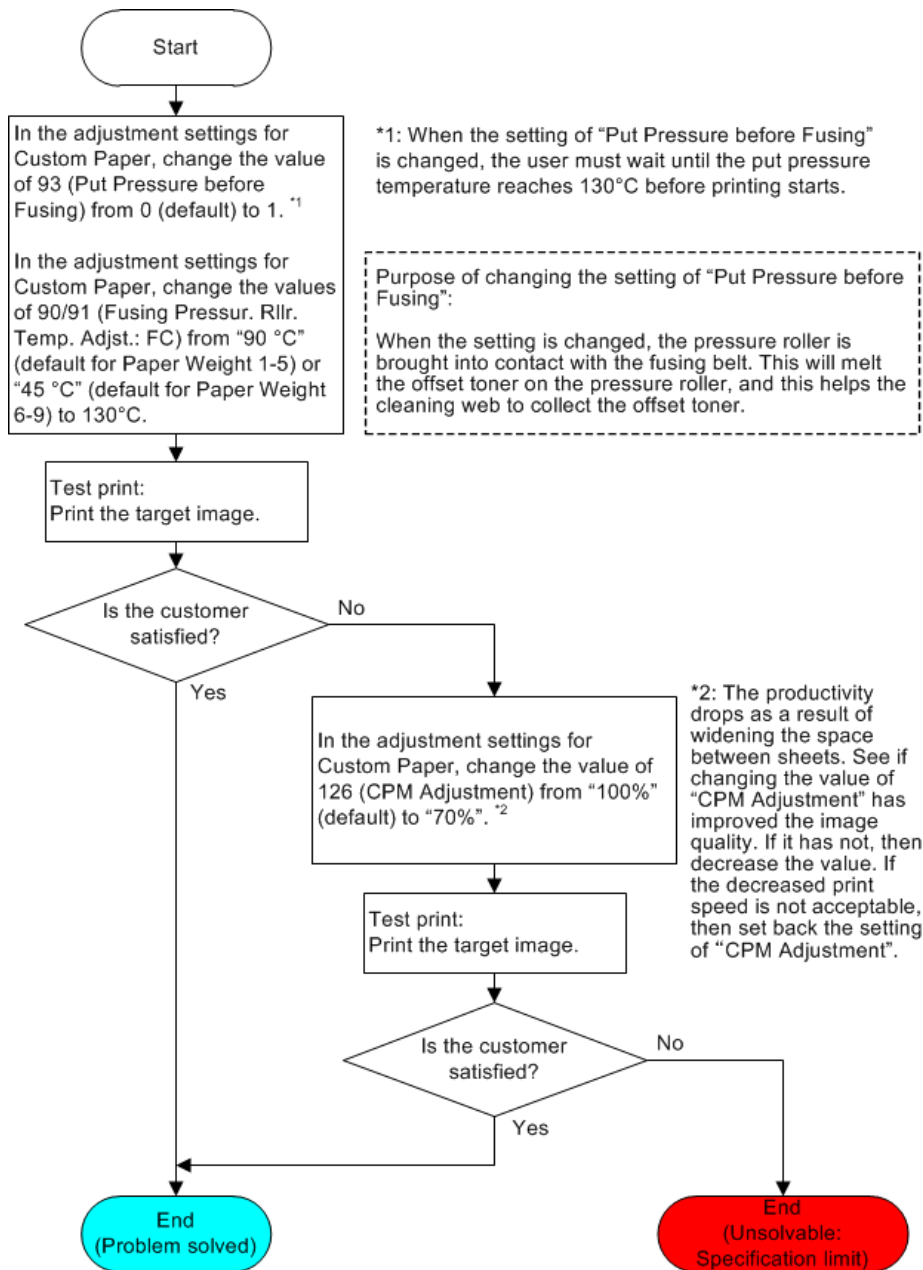 Start
In the adjustment settings for
Custom Paper, change the value
of 93 (Put Pressure before
Fusing) from 0 (default) to 1. *1
In the adjustment settings for
Custom Paper, change the values
of 90/91 (Fusing Pressur. Rllr.
Temp. Adjst.: FC) from “90 °C”
(default for Paper Weight 1-5) or
“45 °C” (default for Paper Weight
6-9) to 130°C.
*1: When the setting of “Put Pressure before Fusing”
is changed, the user must wait until the put pressure
temperature reaches 130°C before printing starts.
Purpose of changing the setting of “Put Pressure before
Fusing”:
When the setting is changed, the pressure roller is
brought into contact with the fusing belt. This will melt
the offset toner on the pressure roller, and this helps the
cleaning web to collect the offset toner.
Test print:
Print the target image.
Is the customer
satisfied?
No
Yes
In the adjustment settings for
Custom Paper, change the value of
126 (CPM Adjustment) from “100%”
(default) to “70%”. *2
*2: The productivity
drops as a result of
widening the space
between sheets. See if
changing the value of
“CPM Adjustment” has
improved the image
quality. If it has not, then
decrease the value. If
the decreased print
speed is not acceptable,
then set back the setting
of “CPM Adjustment”.
Test print:
Print the target image.
Is the customer
satisfied?
No
Yes
End
(Problem solved)
End
(Unsolvable:
Specification limit)